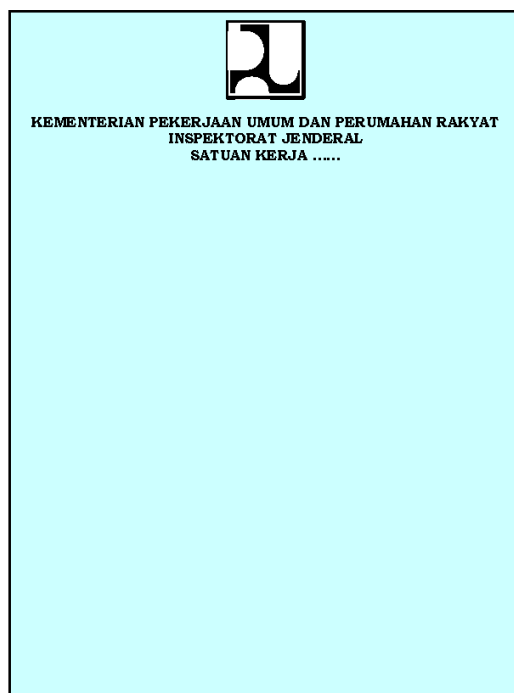 KEMENTERIAN PEKERJAAN UMUM DAN PERUMAHAN RAKYAT
INSPEKTORAT JENDERAL
SATUAN KERJA ......